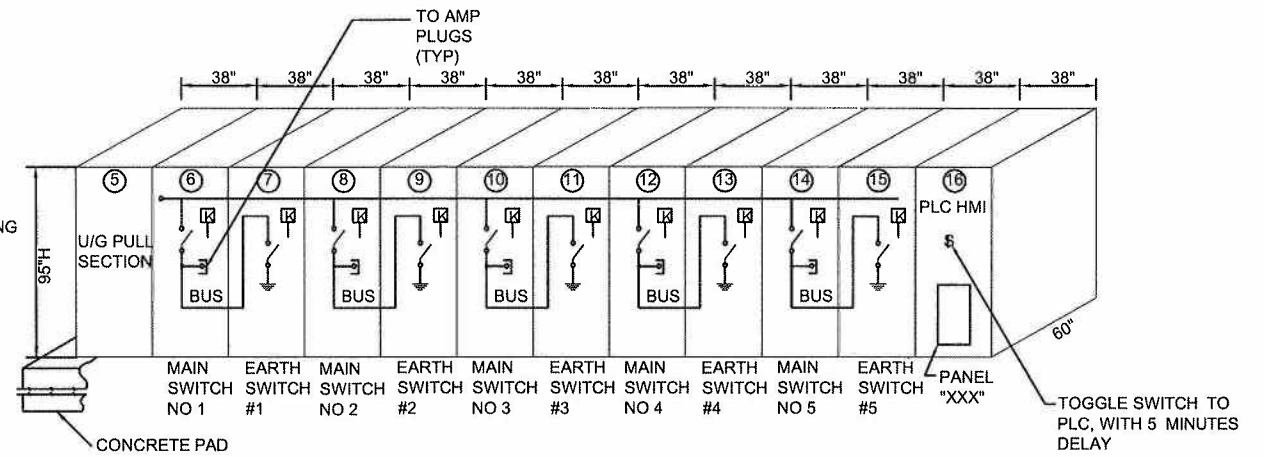 TO AMP
PLUGS
(TYP)
38" 38" 38" 38" 38" 38" 38" 38" 38" 38" 38" 38"
5 6 7 8 9 10 11 12 13 14 15 16
K K K K K K K K K K
PLC HMI
NG
U/G PULL
SECTION
S
95"H
BUS BUS BUS BUS BUS
60"
MAIN
SWITCH
NO 1
EARTH
SWITCH
#1
MAIN
SWITCH
NO 2
EARTH
SWITCH
#2
MAIN
SWITCH
NO 3
EARTH
SWITCH
#3
MAIN
SWITCH
NO 4
EARTH
SWITCH
#4
MAIN
SWITCH
NO 5
EARTH
SWITCH
#5
PANEL
"XXX"
TOGGLE SWITCH TO
PLC, WITH 5 MINUTES
DELAY
CONCRETE PAD